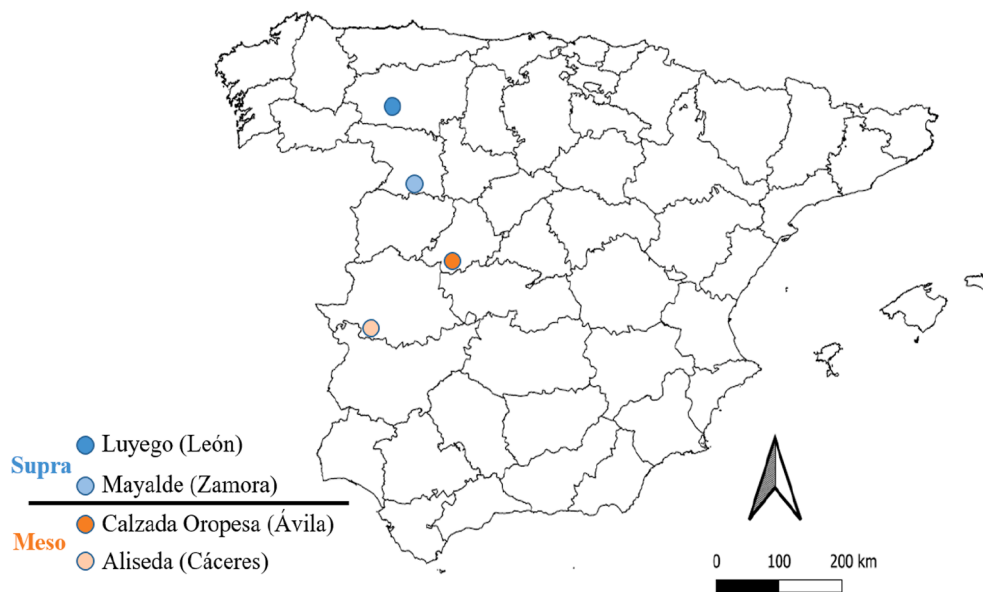 Supra
Luyego (León)
Mayalde (Zamora)
Meso
Calzada Oropesa (Ávila)
Aliseda (Cáceres)
0 100 200 km